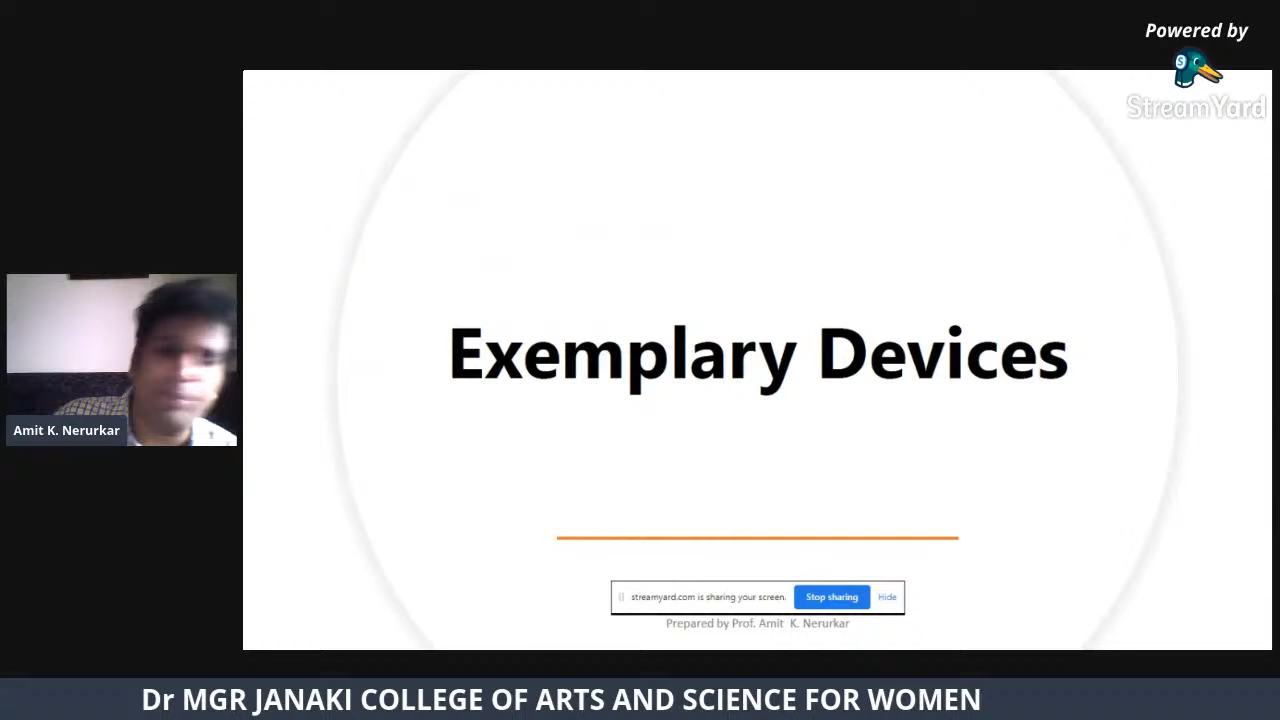 Powered by
StreamYard
Exemplary Devices
Amit K. Nerurkar
streamyard.com is sharing your screen.
Stop sharing
Hide
Prepared by Prof. Amit K. Nerurkar
Dr MGR JANAKI COLLEGE OF ARTS AND SCIENCE FOR WOMEN